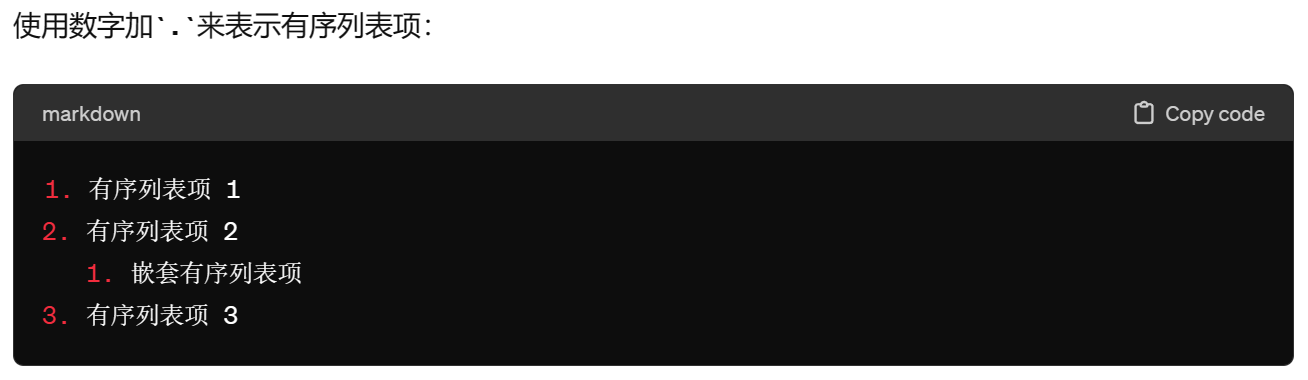 使用数字加`.`来表示有序列表项：
markdown Copy code
1. 有序列表项 1
2. 有序列表项 2
1. 嵌套有序列表项
3. 有序列表项 3